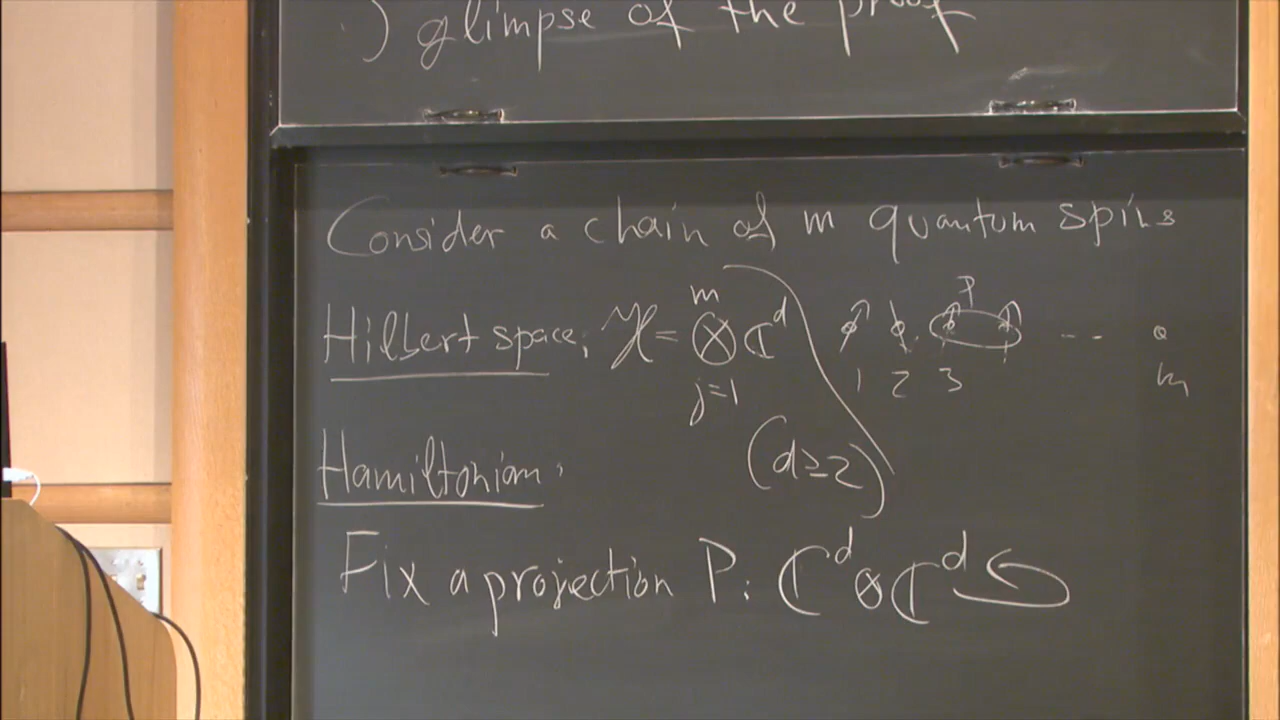 ) glimpse of the proof
Consider a chain of m quantum spins
Hilbert space: ℋ = ⊗ ℂ^d
m
j=1
P
1 2 3 -- m
(d≥2)
Hamiltonian:
Fix a projection P: ℂ^d ⊗ ℂ^d ↺